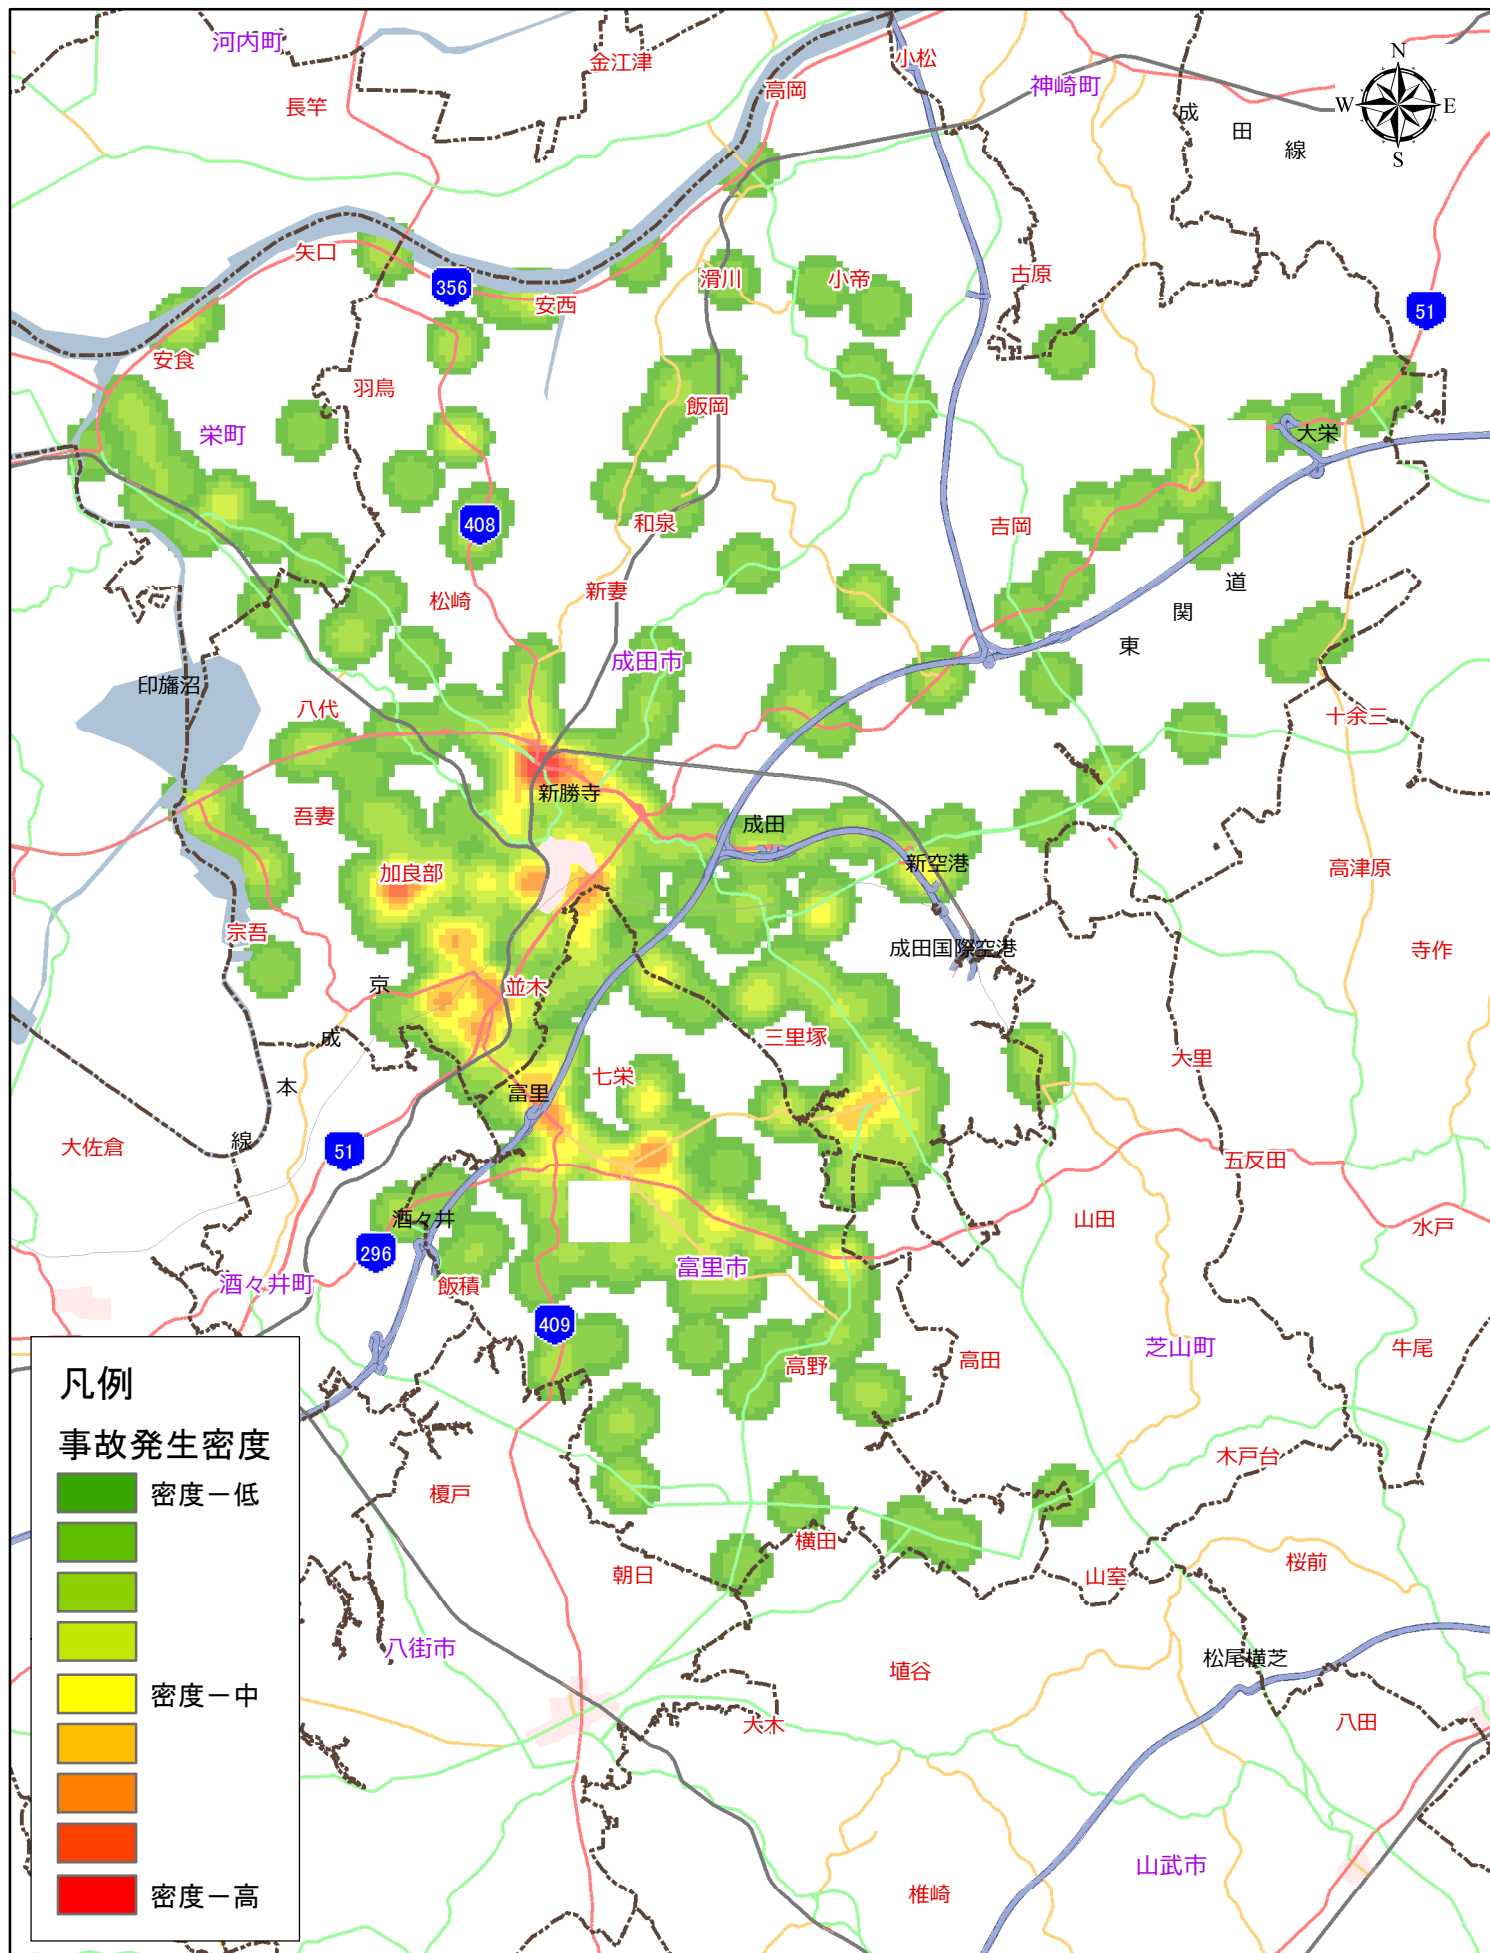 河内町
金江津
小松
神崎町
高岡
長竿
成
田
線
N
W
E
S
矢口
356
安西
滑川
小帝
古原
51
安食
羽鳥
飯岡
栄町
大栄
408
和泉
吉岡
新妻
松崎
道
関
東
成田市
印旛沼
八代
十余三
新勝寺
吾妻
成田
加良部
新空港
高津原
宗吾
成田国際空港
寺作
京
並木
成
三里塚
大里
本
七栄
富里
線
大佐倉
51
五反田
酒々井
山田
水戸
296
酒々井町
飯積
富里市
409
芝山町
牛尾
高田
高野
凡例
事故発生密度
密度－低
密度－中
密度－高
榎戸
木戸台
横田
朝日
山室
桜前
八街市
埴谷
松尾横芝
大木
八田
山武市
椎崎